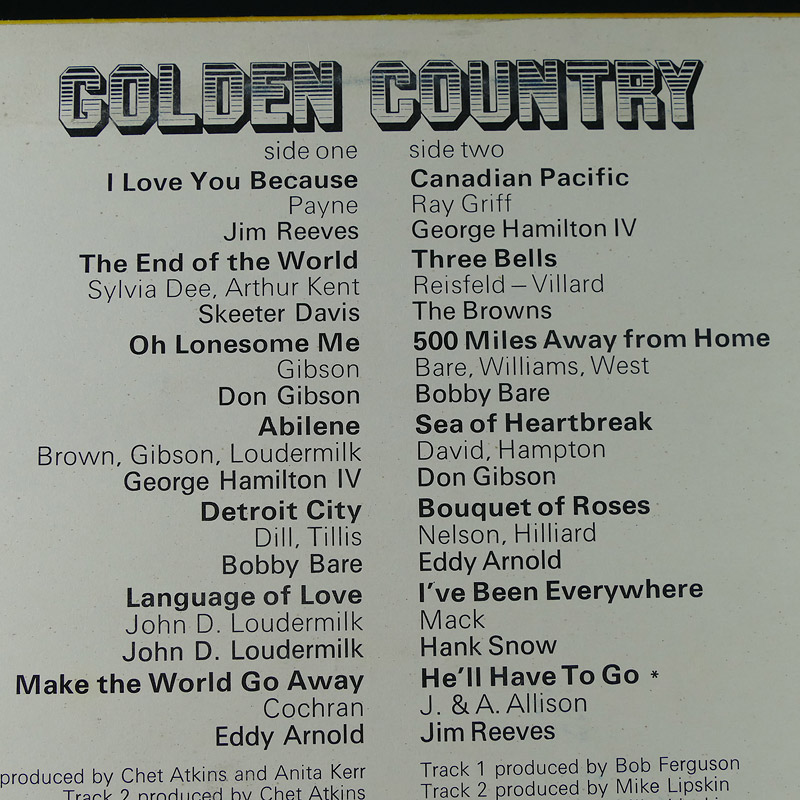 GOLDEN COUNTRY
side one
I Love You Because
Payne
Jim Reeves
The End of the World
Sylvia Dee, Arthur Kent
Skeeter Davis
Oh Lonesome Me
Gibson
Don Gibson
Abilene
Brown, Gibson, Loudermilk
George Hamilton IV
Detroit City
Dill, Tillis
Bobby Bare
Language of Love
John D. Loudermilk
John D. Loudermilk
Make the World Go Away
Cochran
Eddy Arnold
produced by Chet Atkins and Anita Kerr
Track 2 produced by Chet Atkins
side two
Canadian Pacific
Ray Griff
George Hamilton IV
Three Bells
Reisfeld – Villard
The Browns
500 Miles Away from Home
Bare, Williams, West
Bobby Bare
Sea of Heartbreak
David, Hampton
Don Gibson
Bouquet of Roses
Nelson, Hilliard
Eddy Arnold
I've Been Everywhere
Mack
Hank Snow
He'll Have To Go *
J. & A. Allison
Jim Reeves
Track 1 produced by Bob Ferguson
Track 2 produced by Mike Lipskin